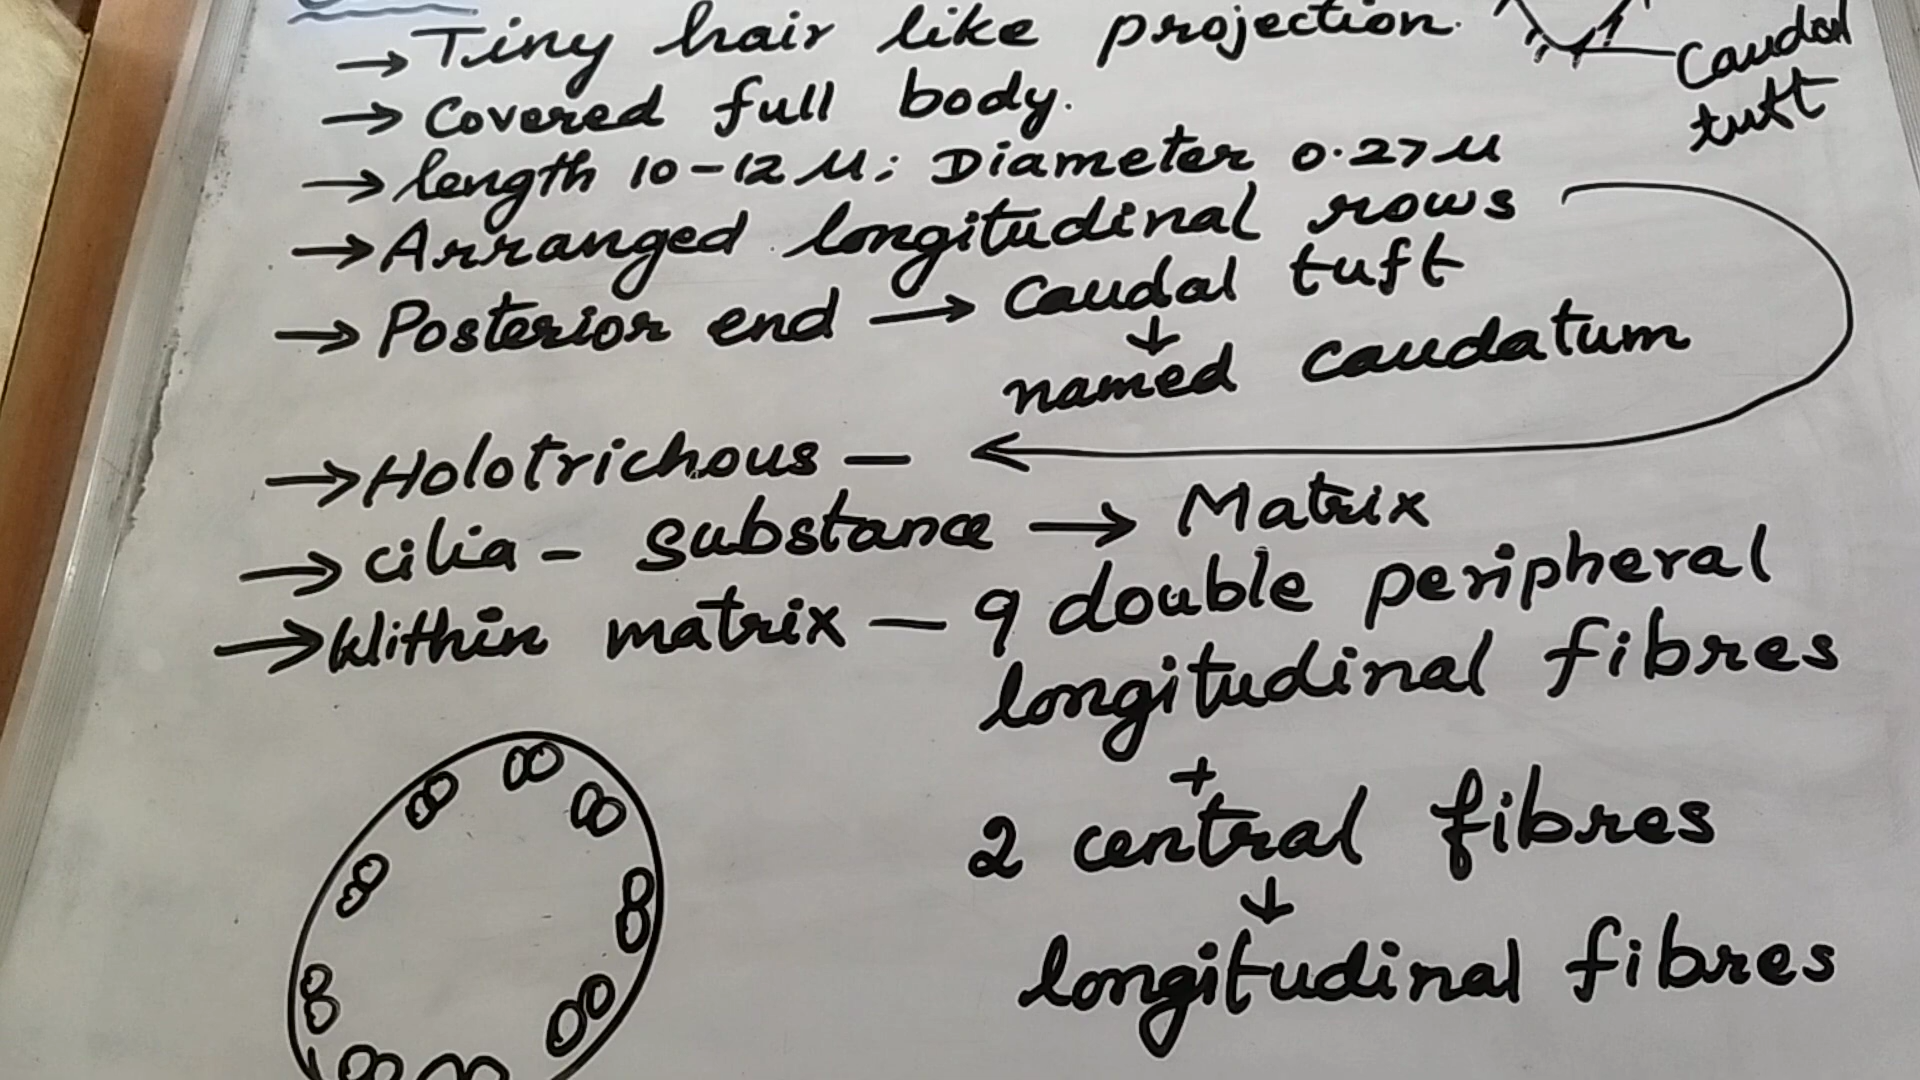 → Tiny hair like projection.
Caudal
tuft
→ Covered full body.
→ length 10-12 µ; Diameter 0.27µ
→ Arranged longitudinal rows
→ Posterior end → Caudal tuft
↓
named caudatum
→ Holotrichous —
→ cilia - substance → Matrix
→ Within matrix — 9 double peripheral
longitudinal fibres
+
2 central fibres
↓
longitudinal fibres